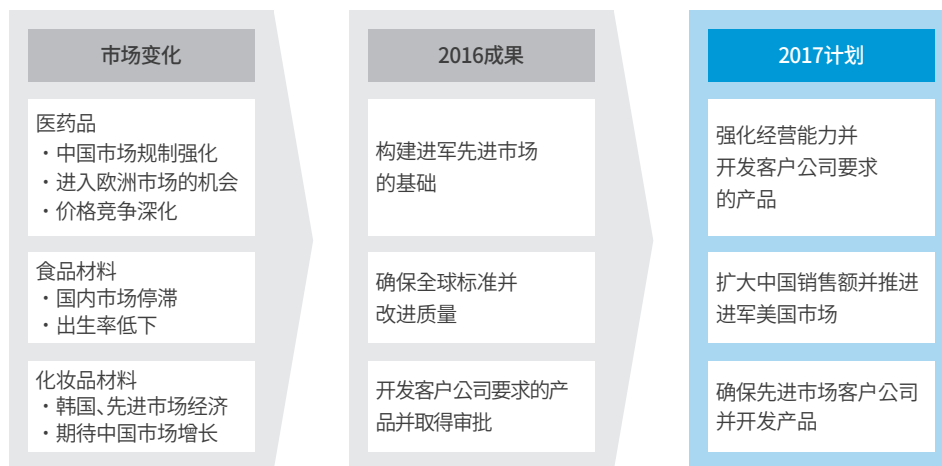 市场变化
医药品
・中国市场规制强化
・进入欧洲市场的机会
・价格竞争深化
食品材料
・国内市场停滞
・出生率低下
化妆品材料
・韩国、先进市场经济
・期待中国市场增长
2016成果
构建进军先进市场
的基础
确保全球标准并
改进质量
开发客户公司要求的产
品并取得审批
2017计划
强化经营能力并
开发客户公司要求
的产品
扩大中国销售额并推进
进军美国市场
确保先进市场客户公司
并开发产品